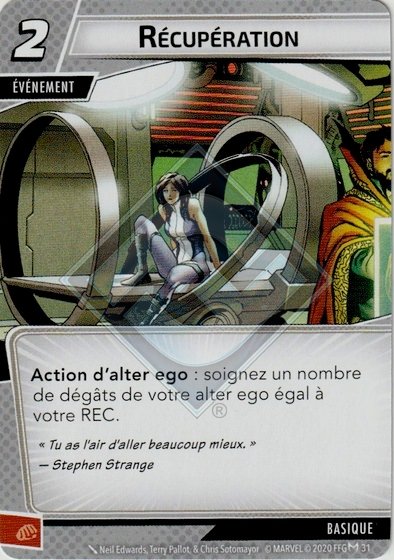 2
RÉCUPÉRATION
ÉVÉNEMENT
Action d'alter ego : soignez un nombre
de dégâts de votre alter ego égal à
votre REC.
« Tu as l'air d'aller beaucoup mieux. »
— Stephen Strange
®
BASIQUE
Neil Edwards, Terry Pallot, & Chris Sotomayor © MARVEL © 2020 FFG 31